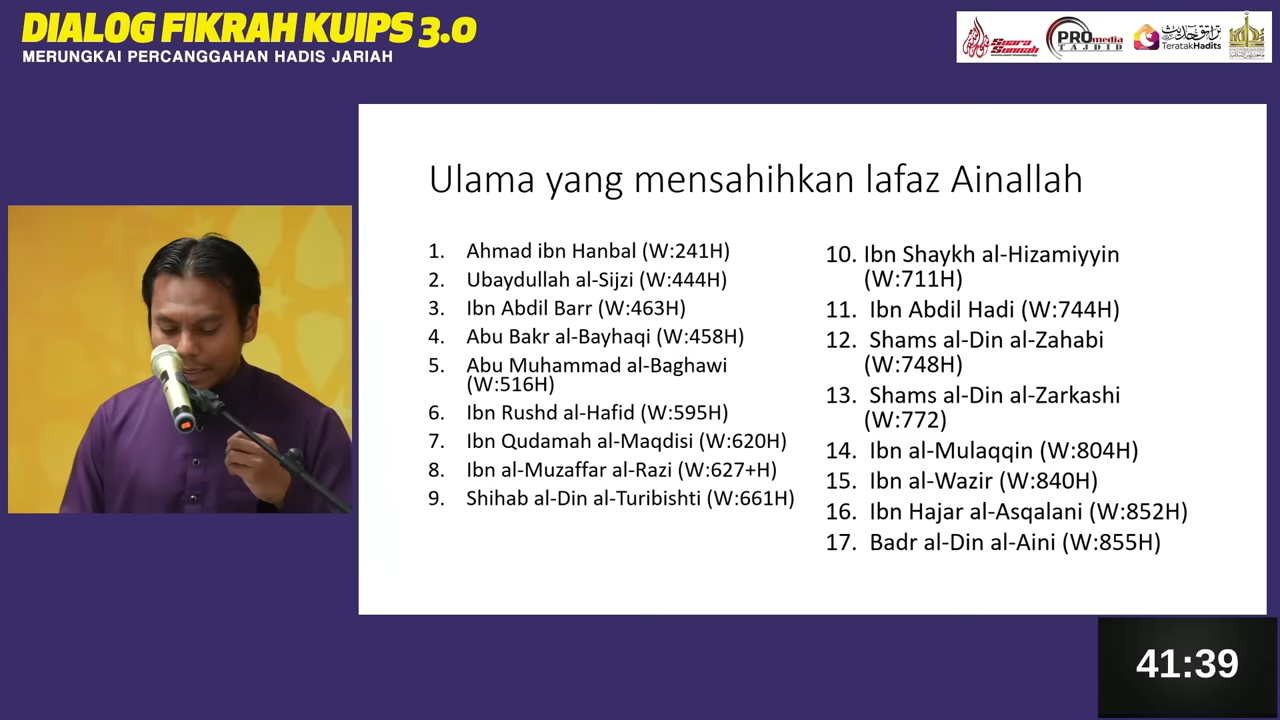 DIALOG FIKRAH KUIPS 3.0
MERUNGKAI PERCANGGAHAN HADIS JARIAH
Suara Sunnah
PROmedia
TAJDID
TeratakHadits
Ulama yang mensahihkan lafaz Ainallah
1. Ahmad ibn Hanbal (W:241H)
2. Ubaydullah al-Sijzi (W:444H)
3. Ibn Abdil Barr (W:463H)
4. Abu Bakr al-Bayhaqi (W:458H)
5. Abu Muhammad al-Baghawi
(W:516H)
6. Ibn Rushd al-Hafid (W:595H)
7. Ibn Qudamah al-Maqdisi (W:620H)
8. Ibn al-Muzaffar al-Razi (W:627+H)
9. Shihab al-Din al-Turibishti (W:661H)
10. Ibn Shaykh al-Hizamiyyin
(W:711H)
11. Ibn Abdil Hadi (W:744H)
12. Shams al-Din al-Zahabi
(W:748H)
13. Shams al-Din al-Zarkashi
(W:772)
14. Ibn al-Mulaqqin (W:804H)
15. Ibn al-Wazir (W:840H)
16. Ibn Hajar al-Asqalani (W:852H)
17. Badr al-Din al-Aini (W:855H)
41:39